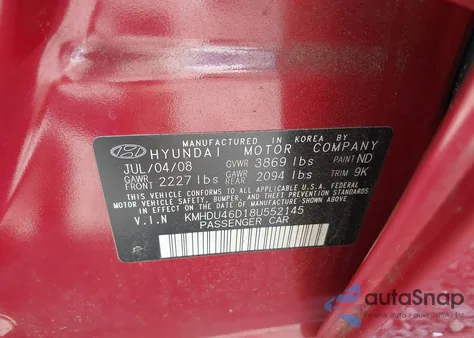 MANUFACTURED IN KOREA BY
HYUNDAI MOTOR COMPANY
JUL/04/08 GVWR 3869 lbs PAINT ND
GAWR FRONT 2227 lbs GAWR REAR 2094 lbs TRIM 9K
THIS VEHICLE CONFORMS TO ALL APPLICABLE U.S.A. FEDERAL
MOTOR VEHICLE SAFETY, BUMPER, AND THEFT
PREVENTION STANDARDS IN EFFECT ON THE DATE OF
MANUFACTURE SHOWN ABOVE.
V.I.N KMHDU46D18U552145
PASSENGER CAR
autoSnap